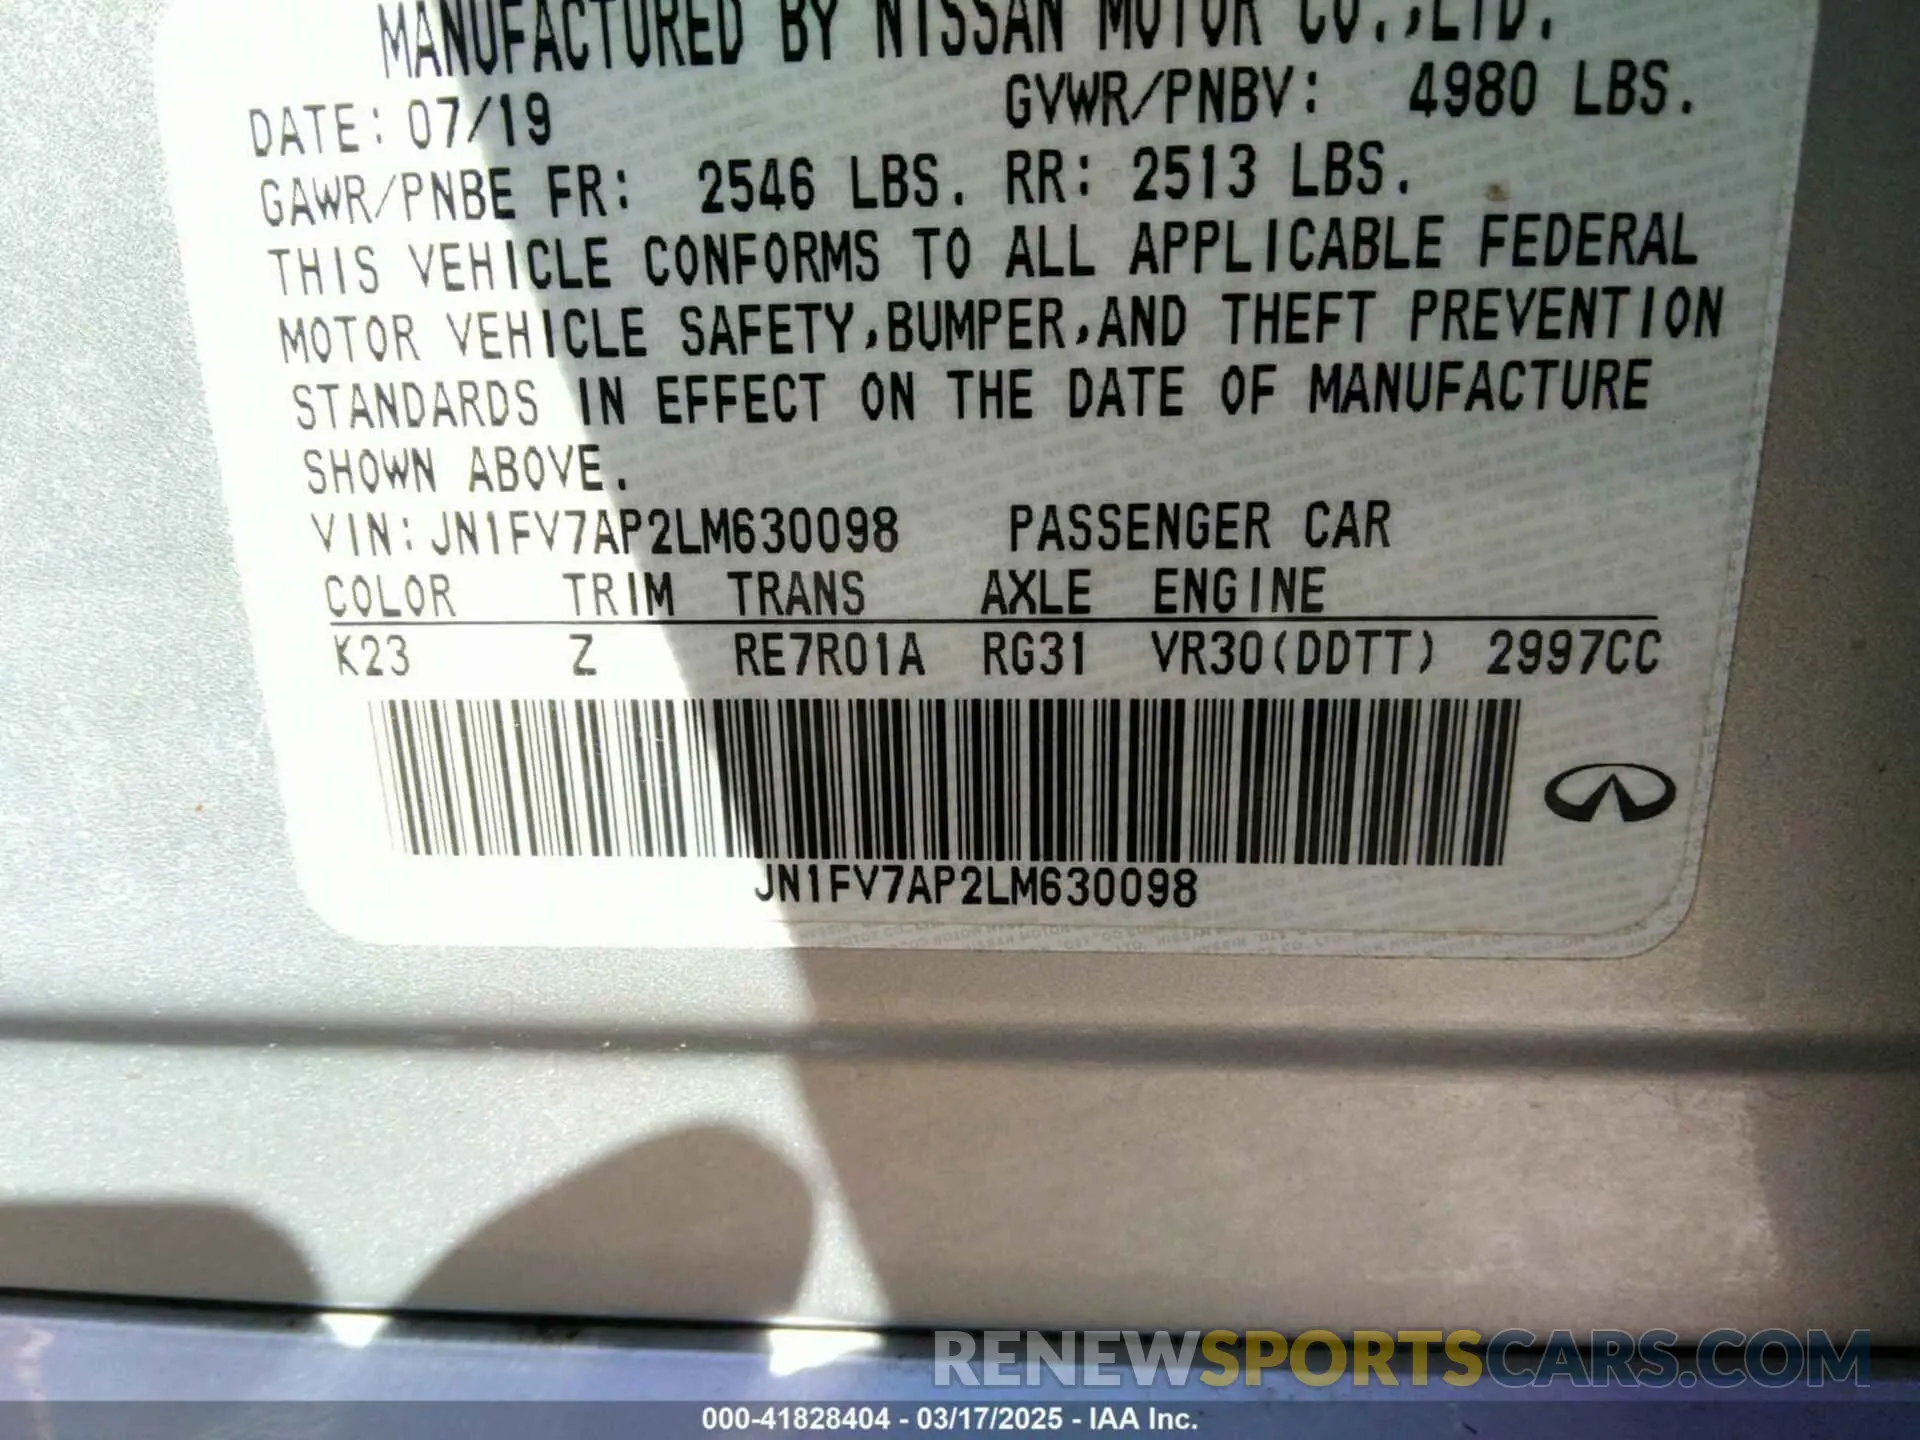 MANUFACTURED BY NISSAN MOTOR CO.,LTD.
DATE: 07/19 GVWR/PNBV: 4980 LBS.
GAWR/PNBE FR: 2546 LBS. RR: 2513 LBS.
THIS VEHICLE CONFORMS TO ALL APPLICABLE FEDERAL
MOTOR VEHICLE SAFETY,BUMPER,AND THEFT PREVENTION
STANDARDS IN EFFECT ON THE DATE OF MANUFACTURE
SHOWN ABOVE.
VIN: JN1FV7AP2LM630098 PASSENGER CAR
COLOR TRIM TRANS AXLE ENGINE
K23 Z RE7R01A RG31 VR30(DDTT) 2997CC
JN1FV7AP2LM630098
RENEWSPORTSCARS.COM
000-41828404 - 03/17/2025 - IAA Inc.